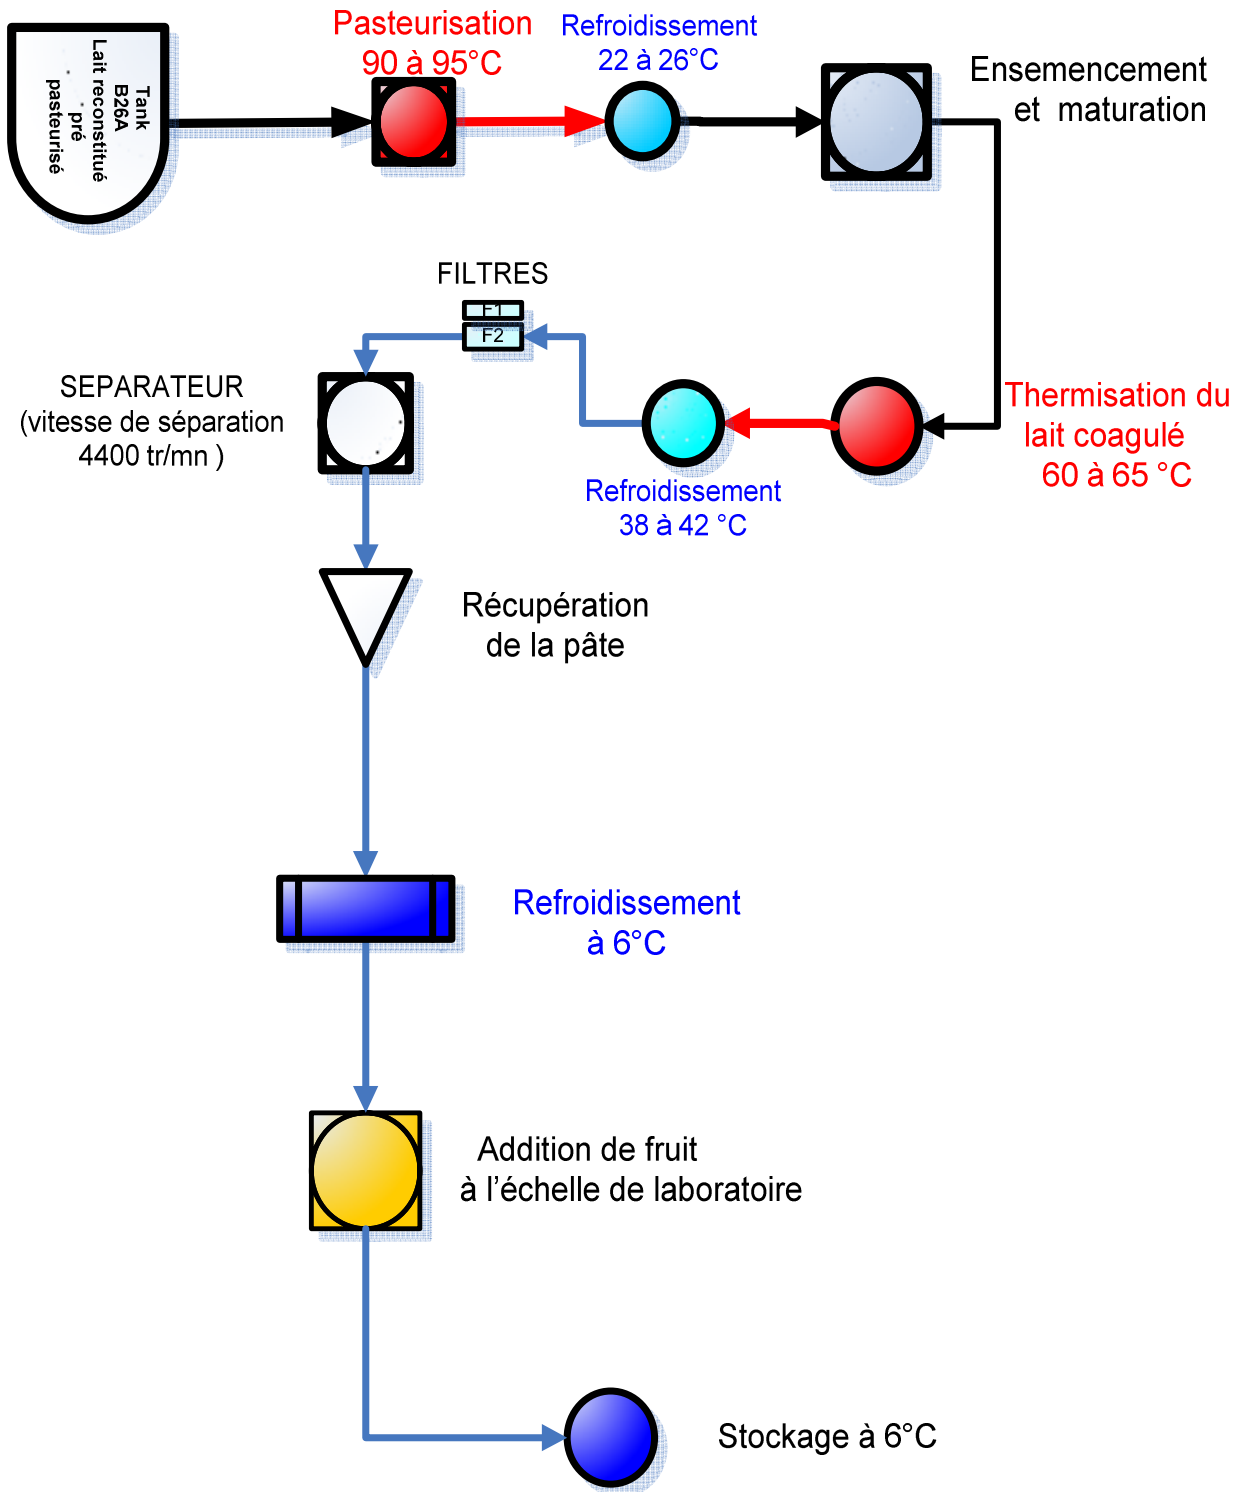 Tank
B26A
Lait reconstitué
pré
pasteurisé
Pasteurisation
90 à 95°C
Refroidissement
22 à 26°C
Ensemencement
et maturation
FILTRES
F1
F2
SEPARATEUR
(vitesse de séparation
4400 tr/mn )
Thermisation du
lait coagulé
60 à 65 °C
Refroidissement
38 à 42 °C
Récupération
de la pâte
Refroidissement
à 6°C
Addition de fruit
à l’échelle de laboratoire
Stockage à 6°C